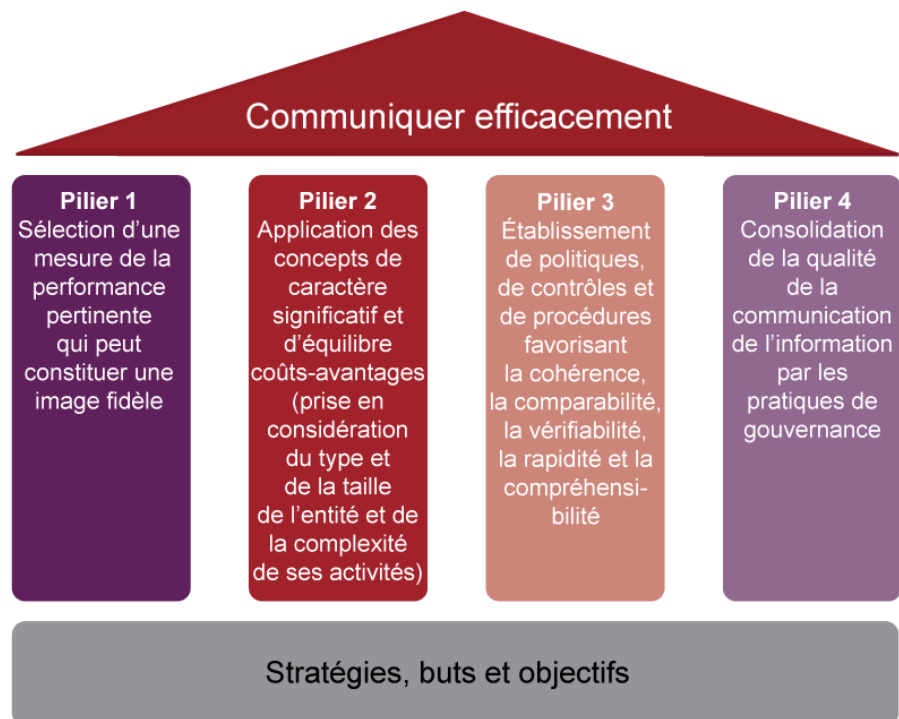 Communiquer efficacement
Pilier 1
Sélection d'une
mesure de la
performance
pertinente
qui peut
constituer une
image fidèle
Pilier 2
Application des
concepts de
caractère
significatif et
d'équilibre
coûts-avantages
(prise en
considération
du type et
de la taille
de l'entité et de
la complexité
de ses activités)
Pilier 3
Établissement
de politiques,
de contrôles et
de procédures
favorisant
la cohérence,
la comparabilité,
la vérifiabilité,
la rapidité et la
compréhensi-
bilité
Pilier 4
Consolidation
de la qualité
de la
communication
de l'information
par les
pratiques de
gouvernance
Stratégies, buts et objectifs